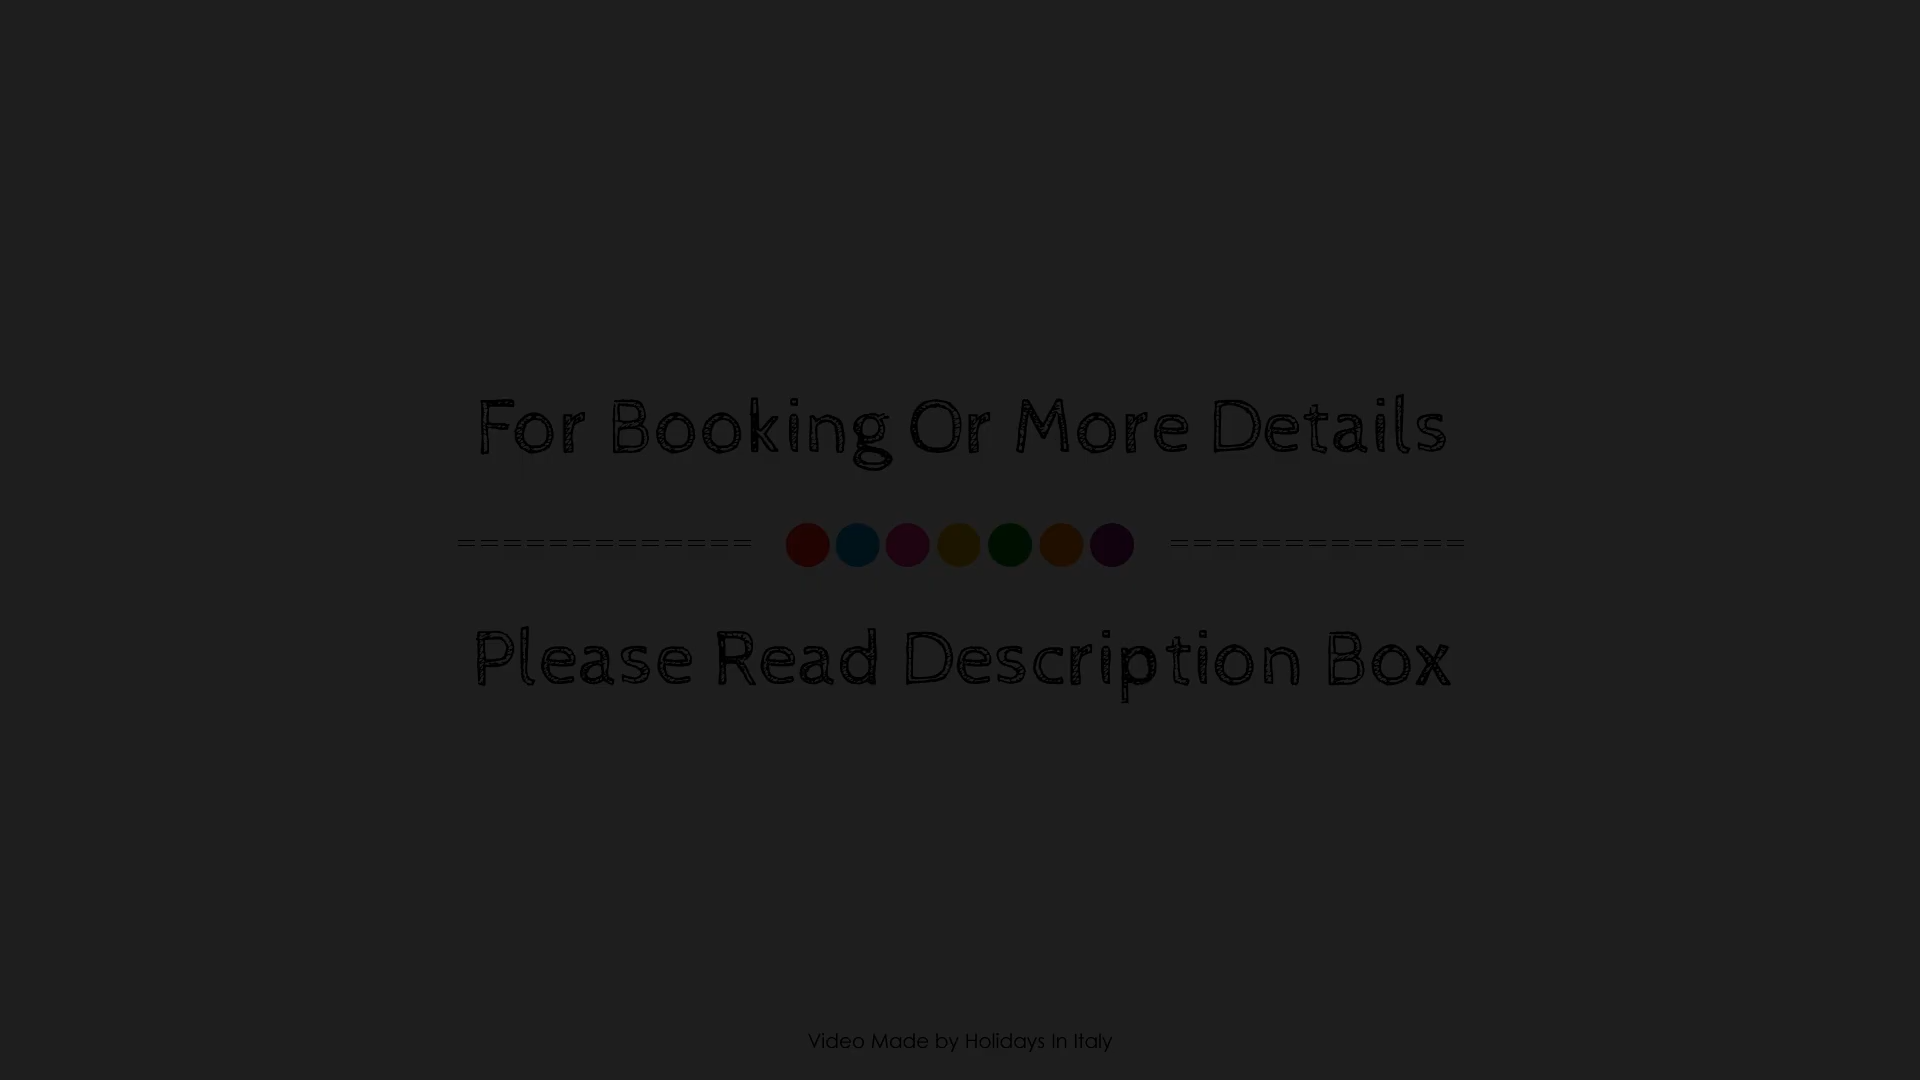 For Booking Or More Details
============= =============
Please Read Description Box
Video Made by Holidays In Italy